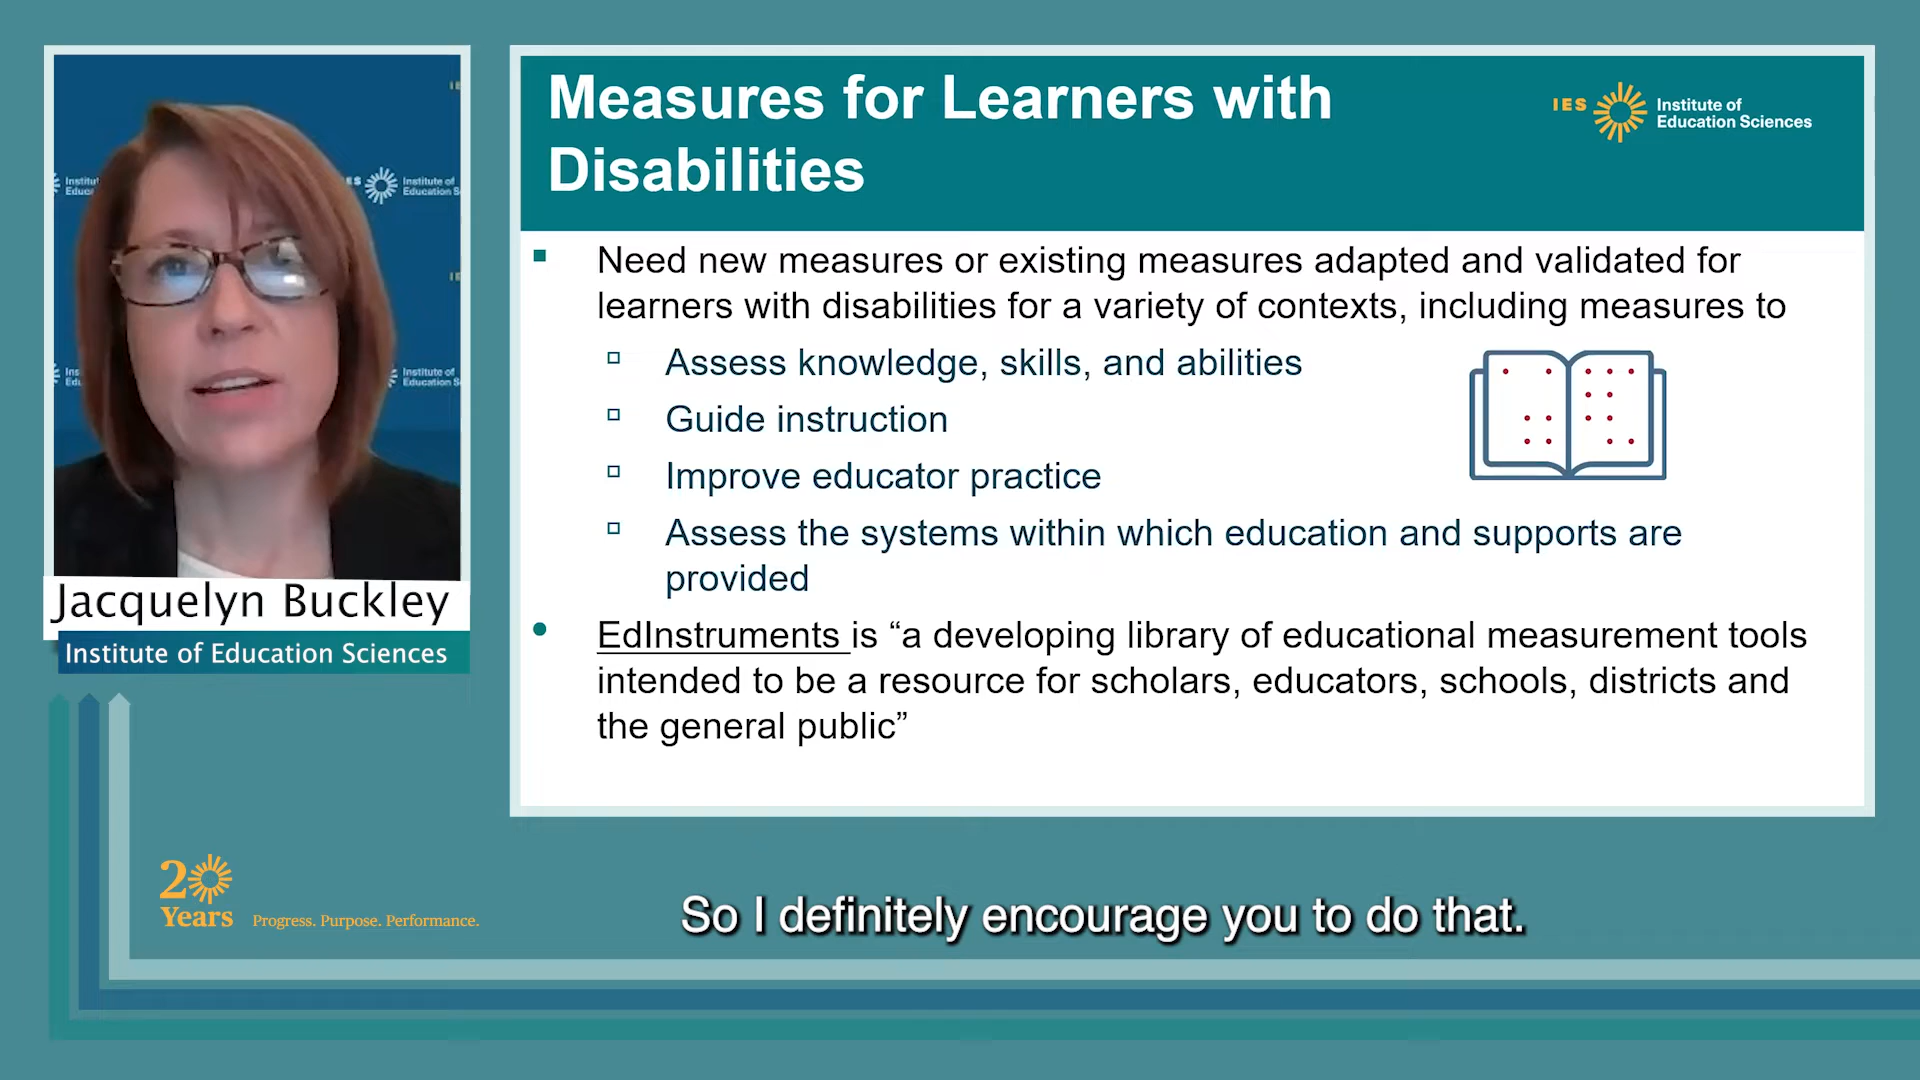 Measures for Learners with
Disabilities
IES Institute of
Education Sciences
Need new measures or existing measures adapted and validated for
learners with disabilities for a variety of contexts, including measures to
Assess knowledge, skills, and abilities
Guide instruction
Improve educator practice
Assess the systems within which education and supports are
provided
EdInstruments is “a developing library of educational measurement tools
intended to be a resource for scholars, educators, schools, districts and
the general public”
Institute of
Institute of
Jacquelyn Buckley
Institute of Education Sciences
20
Years Progress. Purpose. Performance.
So I definitely encourage you to do that.